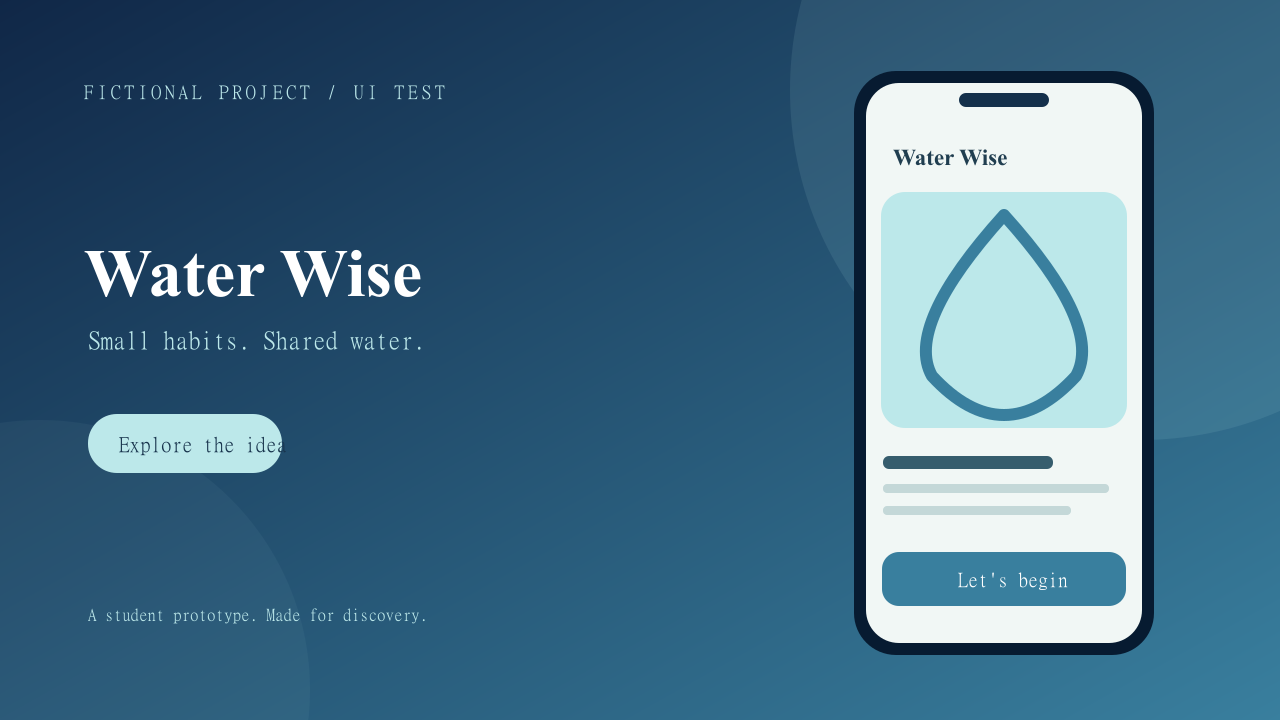 FICTIONAL PROJECT / UI TEST
Water Wise
Small habits. Shared water.
Explore the idea
A student prototype. Made for discovery.
Water Wise
Let's begin